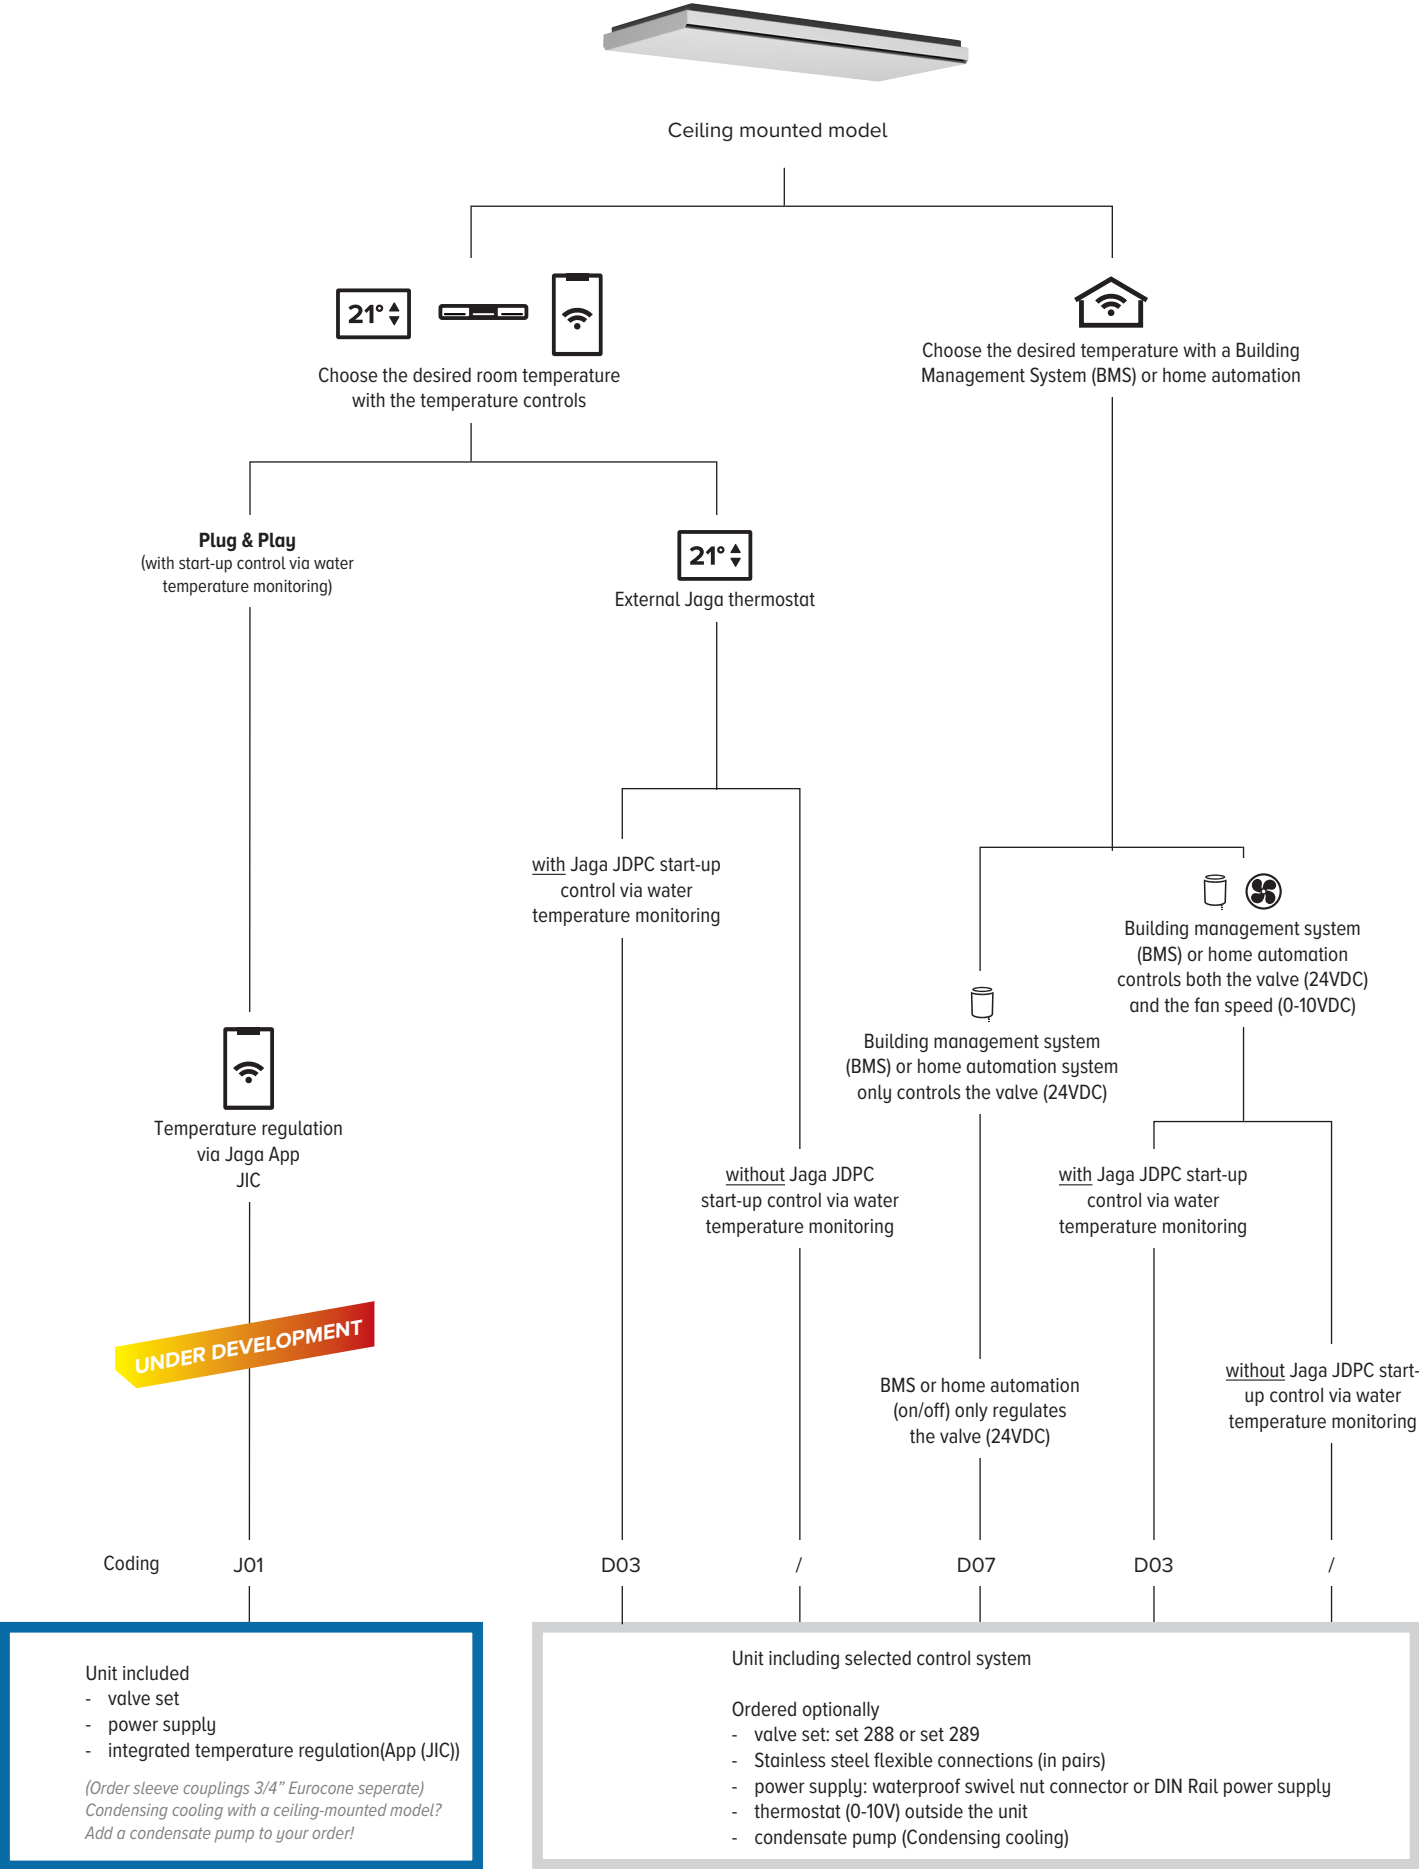 Ceiling mounted model
21°
Choose the desired room temperature
with the temperature controls
Choose the desired temperature with a Building
Management System (BMS) or home automation
Plug & Play
(with start-up control via water
temperature monitoring)
21°
External Jaga thermostat
with Jaga JDPC start-up
control via water
temperature monitoring
Building management system
(BMS) or home automation
controls both the valve (24VDC)
and the fan speed (0-10VDC)
Building management system
(BMS) or home automation system
only controls the valve (24VDC)
Temperature regulation
via Jaga App
JIC
without Jaga JDPC
start-up control via water
temperature monitoring
with Jaga JDPC start-up
control via water
temperature monitoring
UNDER DEVELOPMENT
BMS or home automation
(on/off) only regulates
the valve (24VDC)
without Jaga JDPC start-
up control via water
temperature monitoring
Coding J01 D03 / D07 D03 /
Unit included
- valve set
- power supply
- integrated temperature regulation(App (JIC))
(Order sleeve couplings 3/4” Eurocone seperate)
Condensing cooling with a ceiling-mounted model?
Add a condensate pump to your order!
Unit including selected control system
Ordered optionally
- valve set: set 288 or set 289
- Stainless steel flexible connections (in pairs)
- power supply: waterproof swivel nut connector or DIN Rail power supply
- thermostat (0-10V) outside the unit
- condensate pump (Condensing cooling)